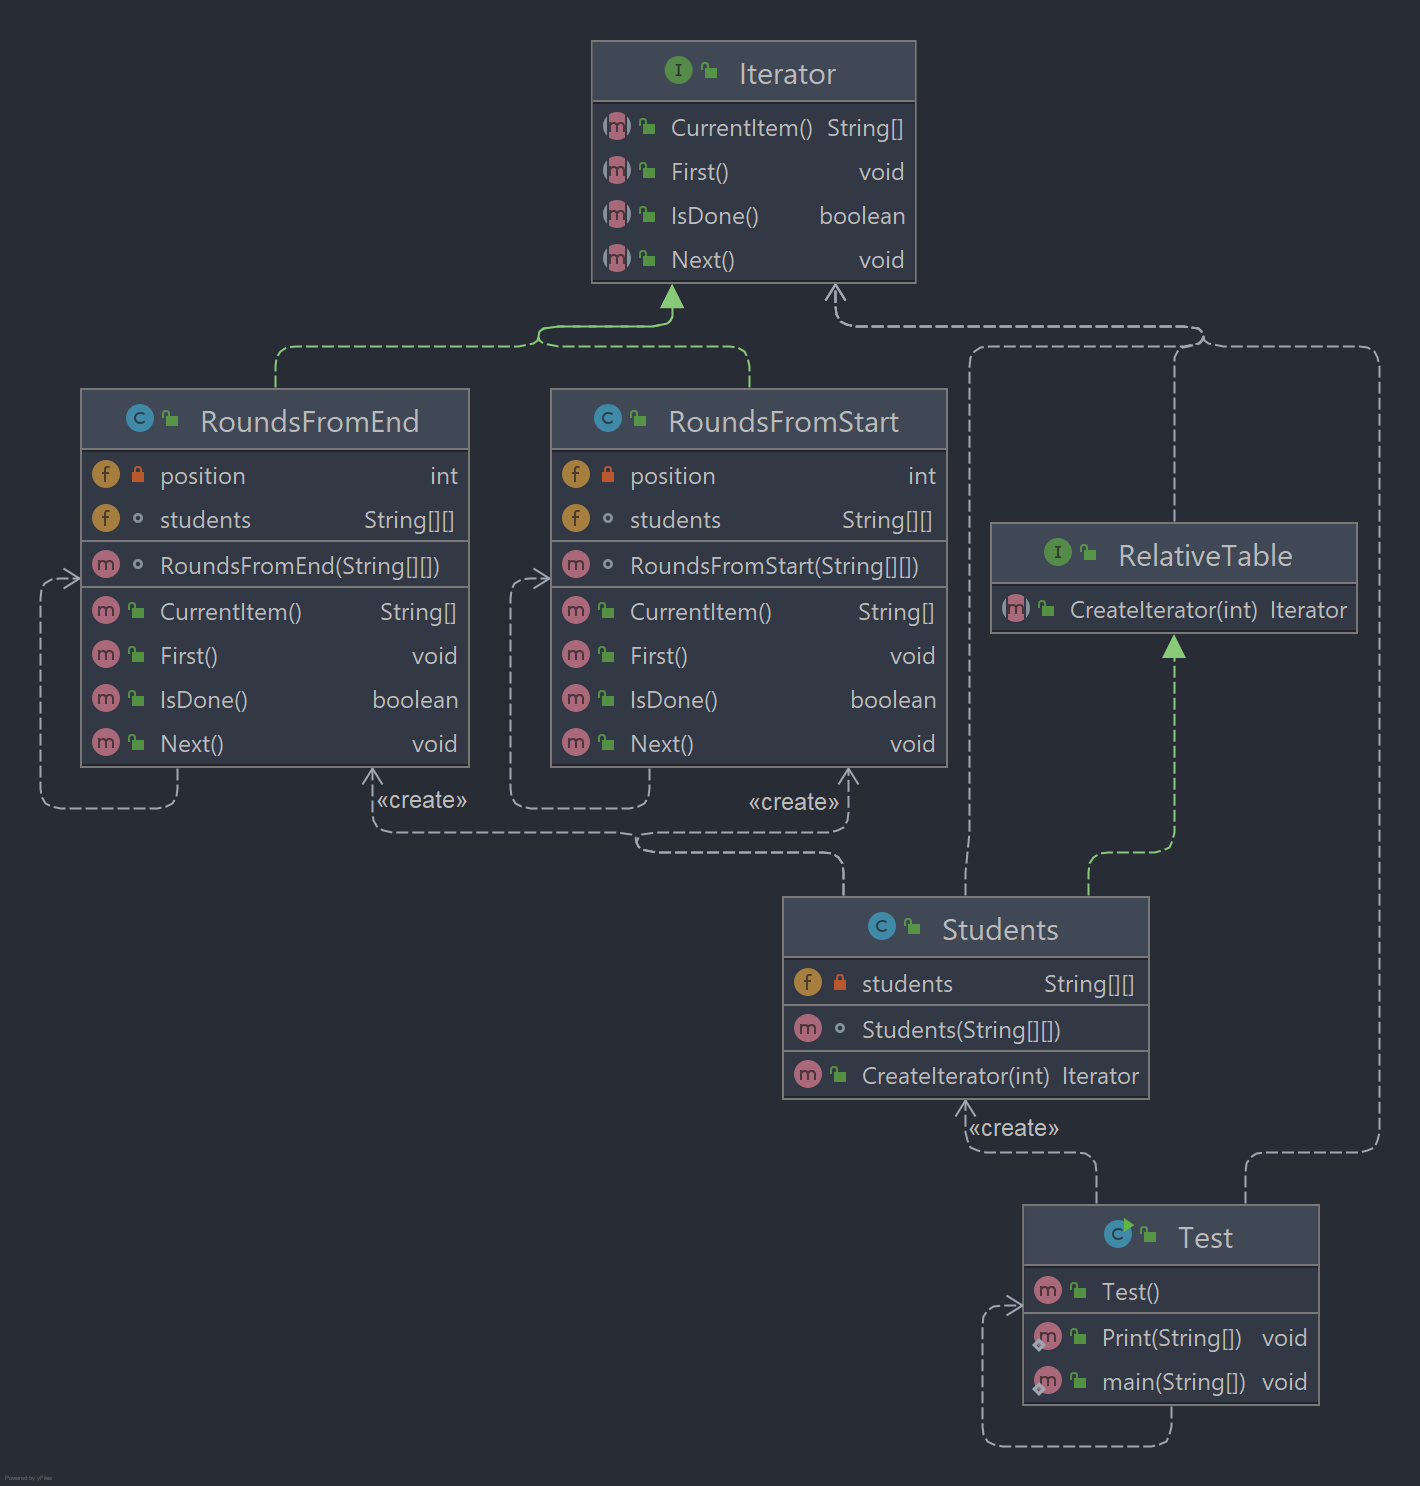 Iterator
CurrentItem() String[]
First() void
IsDone() boolean
Next() void
RoundsFromEnd
position int
students String[][]
RoundsFromEnd(String[][])
CurrentItem() String[]
First() void
IsDone() boolean
Next() void
RoundsFromStart
position int
students String[][]
RoundsFromStart(String[][])
CurrentItem() String[]
First() void
IsDone() boolean
Next() void
RelativeTable
CreateIterator(int) Iterator
«create»
«create»
Students
students String[][]
Students(String[][])
CreateIterator(int) Iterator
«create»
Test
Test()
Print(String[]) void
main(String[]) void
Powered by yFiles